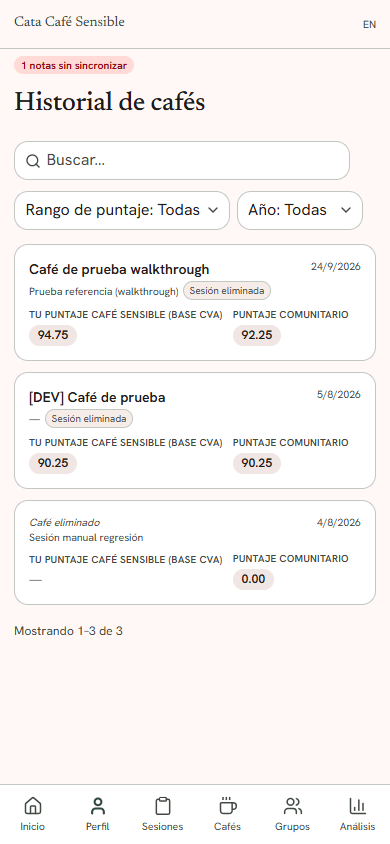 Cata Café Sensible
EN
1 notas sin sincronizar
Historial de cafés
Buscar...
Rango de puntaje: Todas
Año: Todas
Café de prueba walkthrough
24/9/2026
Prueba referencia (walkthrough)
Sesión eliminada
TU PUNTAJE CAFÉ SENSIBLE (BASE CVA)
PUNTAJE COMUNITARIO
94.75
92.25
[DEV] Café de prueba
5/8/2026
— Sesión eliminada
TU PUNTAJE CAFÉ SENSIBLE (BASE CVA)
PUNTAJE COMUNITARIO
90.25
90.25
Café eliminado
4/8/2026
Sesión manual regresión
TU PUNTAJE CAFÉ SENSIBLE (BASE CVA)
PUNTAJE COMUNITARIO
—
0.00
Mostrando 1–3 de 3
Inicio
Perfil
Sesiones
Cafés
Grupos
Análisis